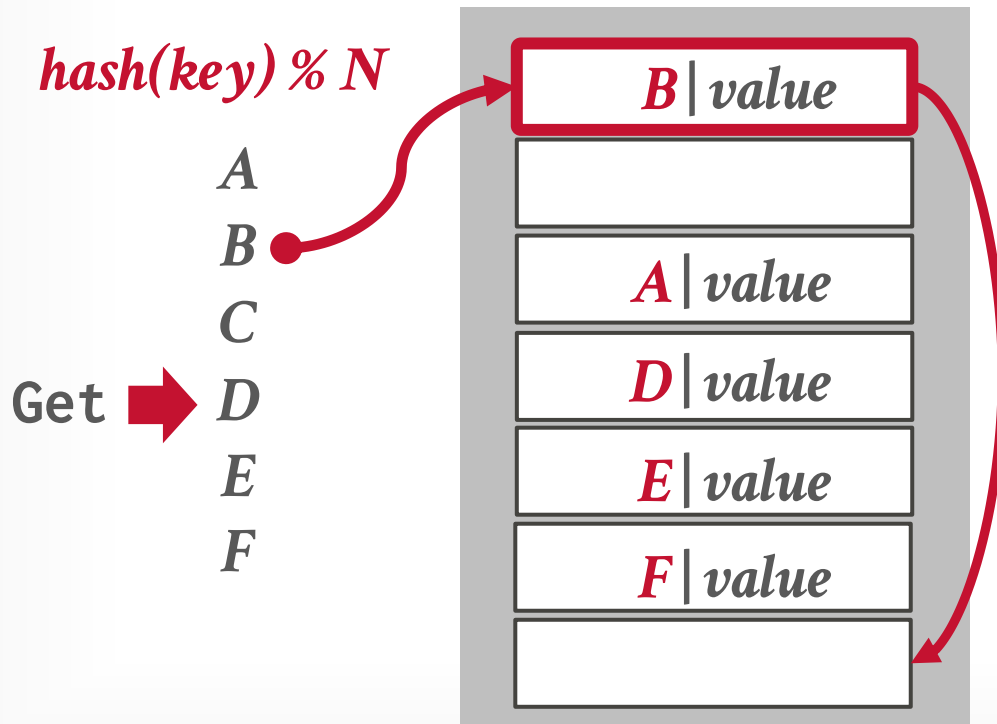 hash(key) % N
A
B
C
Get D
E
F
B|value
A|value
D|value
E|value
F|value